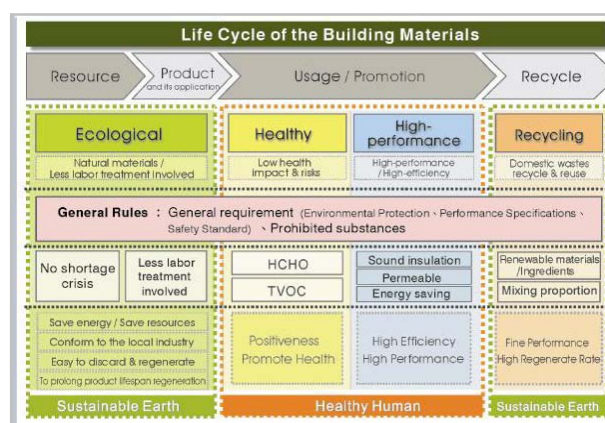 Life Cycle of the Building Materials
Resource
Product
and its application
Usage / Promotion
Recycle
Ecological
Healthy
High-
performance
Recycling
Natural materials /
Less labor treatment involved
Low health
impact & risks
High-performance
/High-efficiency
Domestic wastes
recycle & reuse
General Rules : General requirement (Environmental Protection、Performance Specifications、
Safety Standard) 、Prohibited substances
No shortage
crisis
Less labor
treatment
involved
HCHO
TVOC
Sound insulation
Permeable
Energy saving
Renewable materials
/Ingredients
Mixing proportion
Save energy / Save resources
Conform to the local industry
Easy to discard & regenerate
To prolong product lifespan regeneration
Positiveness
Promote Health
High Efficiency
High Performance
Fine Performance
High Regenerate Rate
Sustainable Earth
Healthy Human
Sustainable Earth